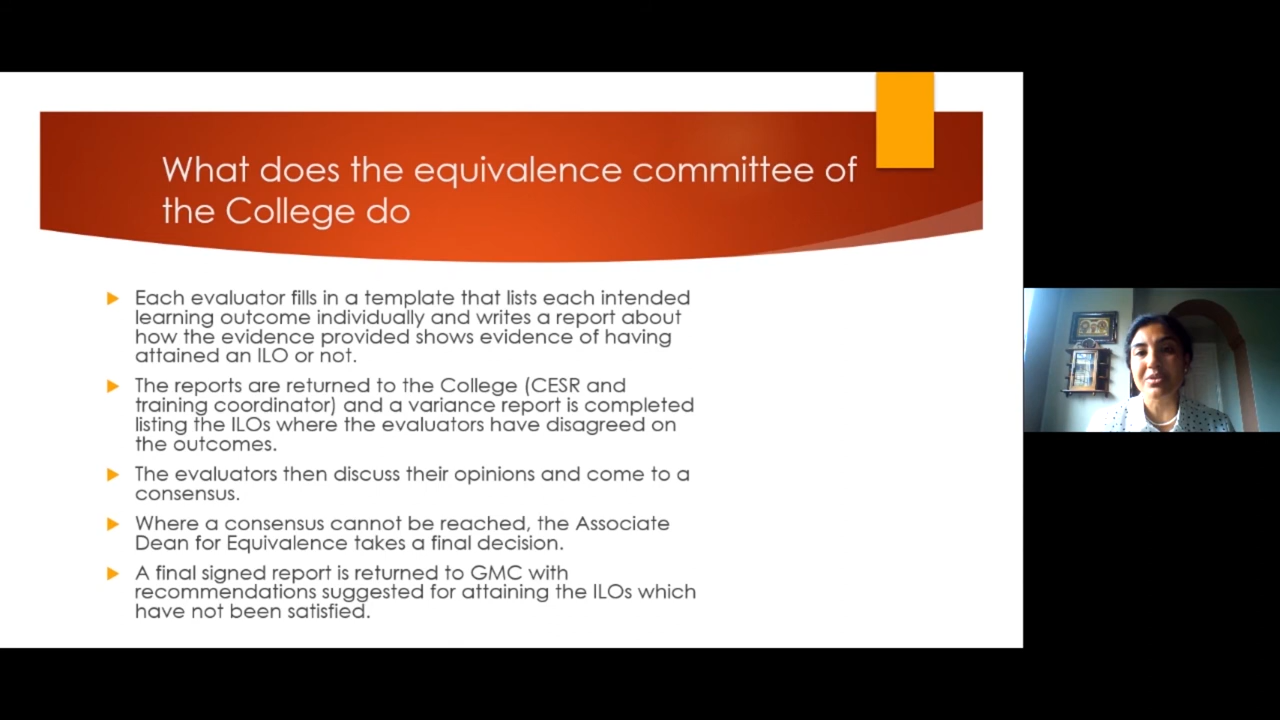 What does the equivalence committee of
the College do
Each evaluator fills in a template that lists each intended
learning outcome individually and writes a report about
how the evidence provided shows evidence of having
attained an ILO or not.
The reports are returned to the College (CESR and
training coordinator) and a variance report is completed
listing the ILOs where the evaluators have disagreed on
the outcomes.
The evaluators then discuss their opinions and come to a
consensus.
Where a consensus cannot be reached, the Associate
Dean for Equivalence takes a final decision.
A final signed report is returned to GMC with
recommendations suggested for attaining the ILOs which
have not been satisfied.